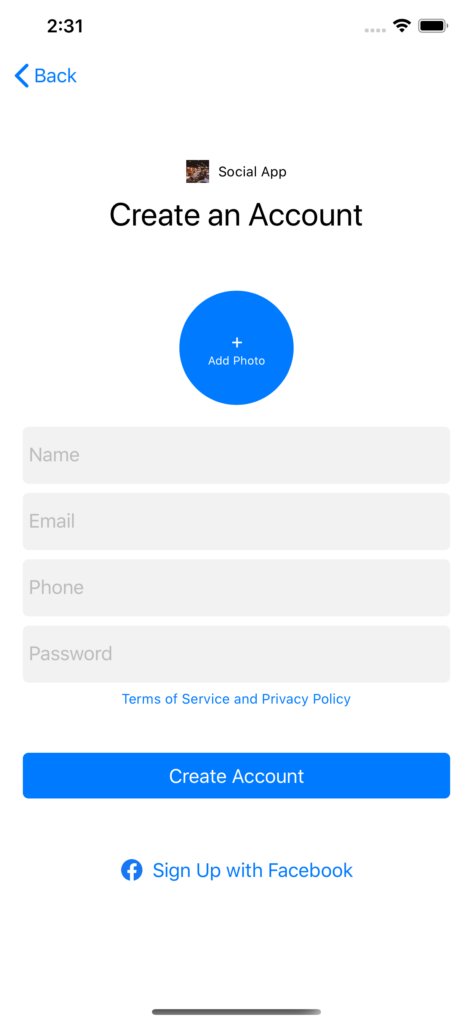 2:31
Back
Social App
Create an Account
+
Add Photo
Name
Email
Phone
Password
Terms of Service and Privacy Policy
Create Account
Sign Up with Facebook